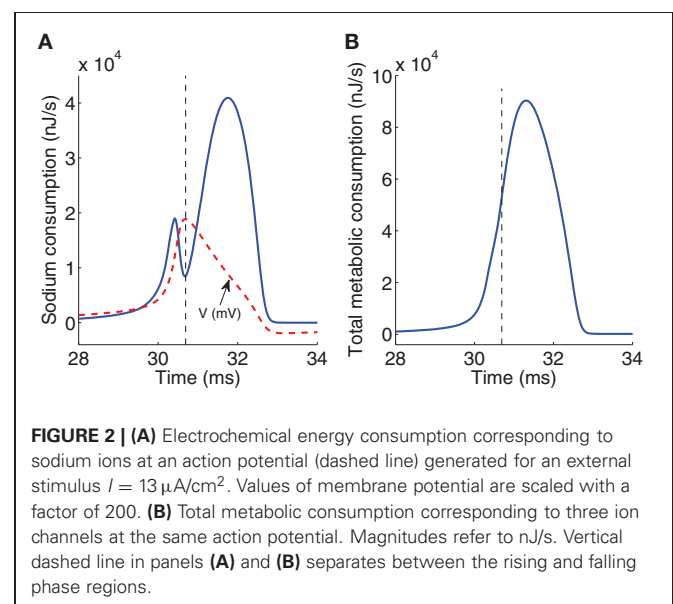 A
B
x 10⁴
x 10⁴
Sodium consumption (nJ/s)
4
3
2
1
0
V (mV)
28 30 32 34
Time (ms)
Total metabolic consumption (nJ/s)
10
8
6
4
2
0
28 30 32 34
Time (ms)
FIGURE 2 | (A) Electrochemical energy consumption corresponding to
sodium ions at an action potential (dashed line) generated for an external
stimulus I = 13 μA/cm². Values of membrane potential are scaled with a
factor of 200. (B) Total metabolic consumption corresponding to three ion
channels at the same action potential. Magnitudes refer to nJ/s. Vertical
dashed line in panels (A) and (B) separates between the rising and falling
phase regions.